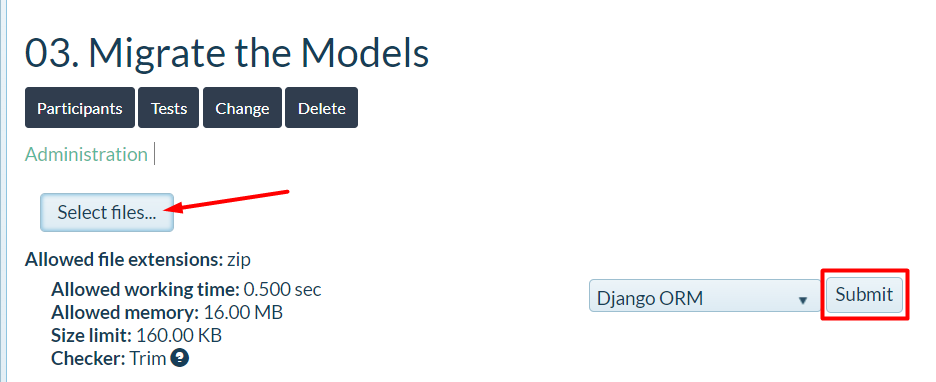 03. Migrate the Models
Participants Tests Change Delete
Administration
Select files...
Allowed file extensions: zip
Allowed working time: 0.500 sec
Allowed memory: 16.00 MB
Size limit: 160.00 KB
Checker: Trim ?
Django ORM
Submit